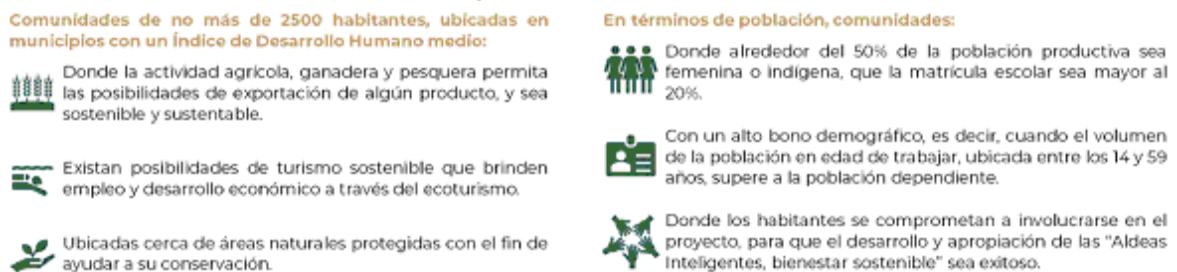 Comunidades de no más de 2500 habitantes, ubicadas en
municipios con un Índice de Desarrollo Humano medio:
Donde la actividad agrícola, ganadera y pesquera permita
las posibilidades de exportación de algún producto, y sea
sostenible y sustentable.
Existan posibilidades de turismo sostenible que brinden
empleo y desarrollo económico a través del ecoturismo.
Ubicadas cerca de áreas naturales protegidas con el fin de
ayudar a su conservación.
En términos de población, comunidades:
Donde alrededor del 50% de la población productiva sea
femenina o indígena, que la matrícula escolar sea mayor al
20%.
Con un alto bono demográfico, es decir, cuando el volumen
de la población en edad de trabajar, ubicada entre los 14 y 59
años, supere a la población dependiente.
Donde los habitantes se comprometan a involucrarse en el
proyecto, para que el desarrollo y apropiación de las "Aldeas
Inteligentes, bienestar sostenible" sea exitoso.